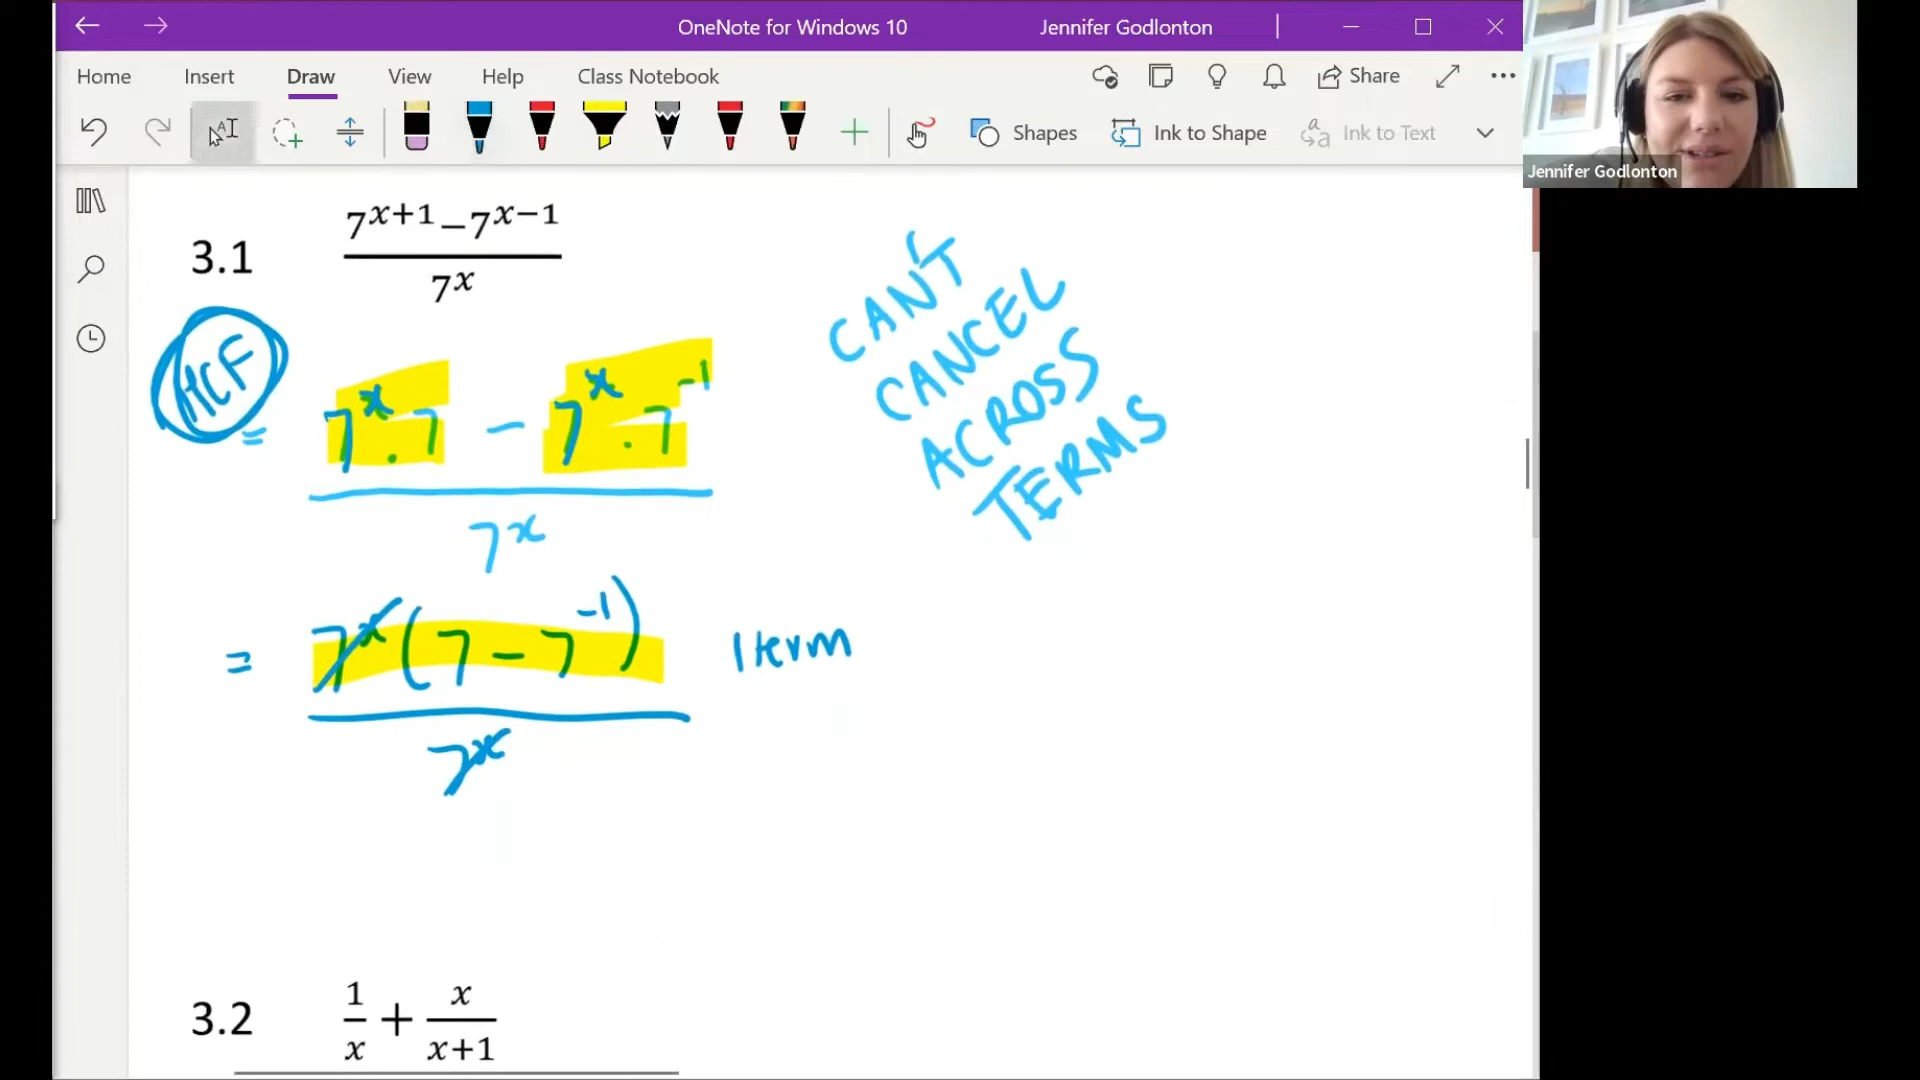 OneNote for Windows 10 Jennifer Godlonton
Home Insert Draw View Help Class Notebook Share
Shapes Ink to Shape Ink to Text
Jennifer Godlonton
3.1 7^{x+1}−7^{x−1}
7^x
HCF
CAN'T
CANCEL
ACROSS
TERMS
= 7^x . 7 − 7^x . 7^{-1}
7^x
= 7^x (7 − 7^{-1}) 1 term
7^x
3.2 1/x + x/(x+1)